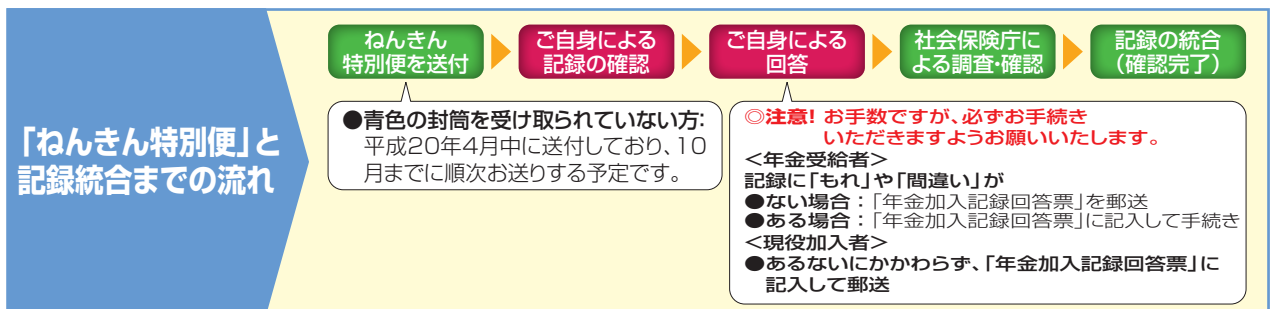 「ねんきん特別便」と
記録統合までの流れ
ねんきん
特別便を送付
ご自身による
記録の確認
ご自身による
回答
社会保険庁に
よる調査・確認
記録の統合
（確認完了）
●青色の封筒を受け取られていない方：
平成20年4月中に送付しており、10
月までに順次お送りする予定です。
◎注意! お手数ですが、必ずお手続き
いただきますようお願いいたします。
＜年金受給者＞
記録に「もれ」や「間違い」が
●ない場合：「年金加入記録回答票」を郵送
●ある場合：「年金加入記録回答票」に記入して手続き
＜現役加入者＞
●あるないにかかわらず、「年金加入記録回答票」に
記入して郵送